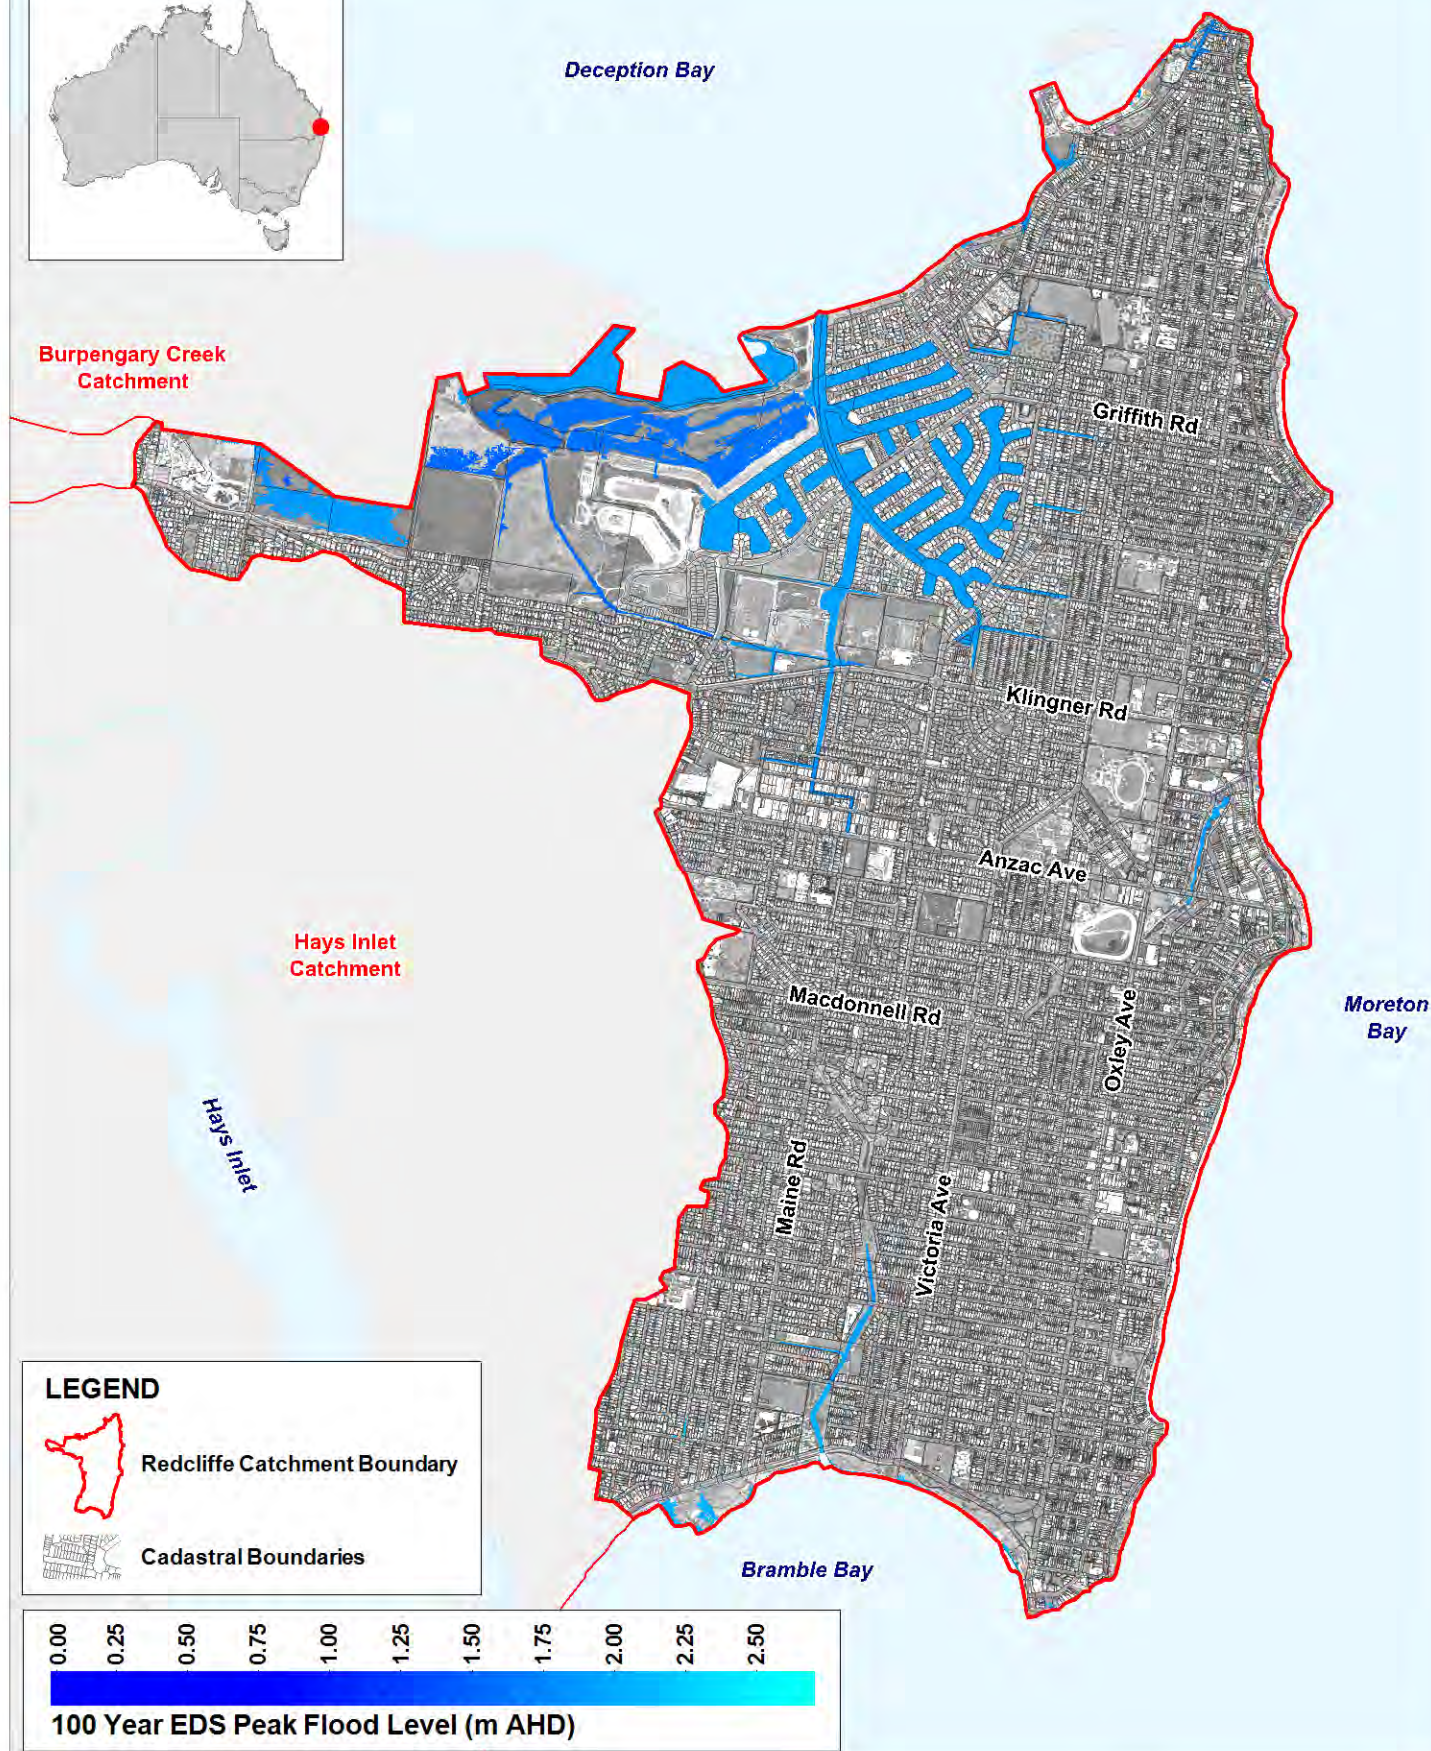 Deception Bay
Burpengary Creek
Catchment
Griffith Rd
Klingner Rd
Anzac Ave
Hays Inlet
Catchment
Macdonnell Rd
Oxley Ave
Moreton
Bay
Hays Inlet
Maine Rd
Victoria Ave
LEGEND
Redcliffe Catchment Boundary
Cadastral Boundaries
Bramble Bay
0.00 0.25 0.50 0.75 1.00 1.25 1.50 1.75 2.00 2.25 2.50
100 Year EDS Peak Flood Level (m AHD)